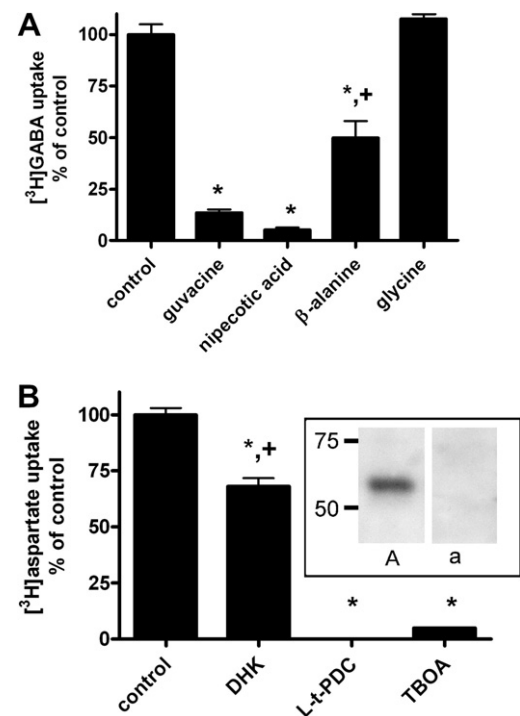 A
[³H]GABA uptake
% of control
100
75
50
25
0
*
*
*,+
control
guvacine
nipecotic acid
β-alanine
glycine
B
[³H]aspartate uptake
% of control
100
75
50
25
0
*,+
*
*
75
50
A
a
control
DHK
L-t-PDC
TBOA